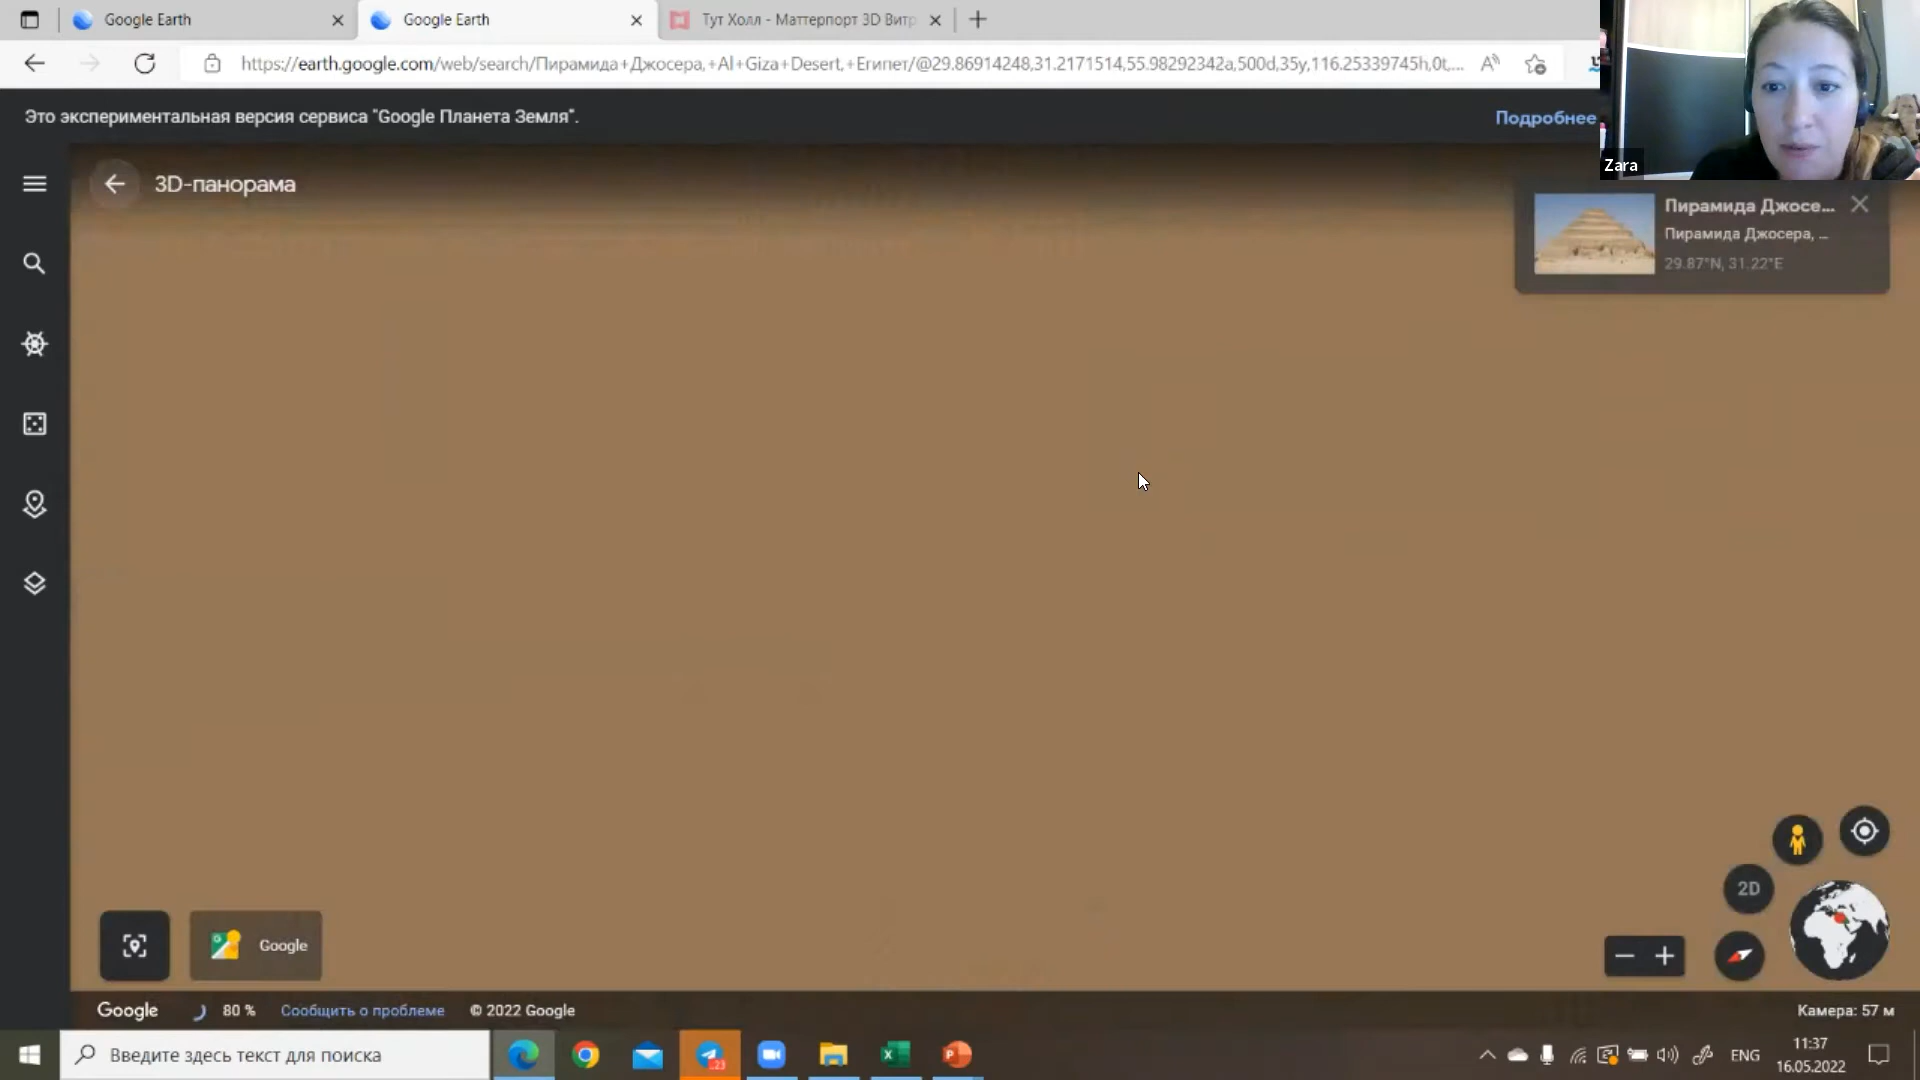 Google Earth
Google Earth
Тут Холл - Маттерпорт 3D Витр
https://earth.google.com/web/search/Пирамида+Джосера,+Al+Giza+Desert,+Египет/@29.86914248,31.2171514,55.98292342a,500d,35y,116.25339745h,0t,...
Это экспериментальная версия сервиса "Google Планета Земля".
Подробнее
Zara
3D-панорама
Пирамида Джосе...
Пирамида Джосера, ...
29.87°N, 31.22°E
2D
Google
Google
80 %
Сообщить о проблеме
© 2022 Google
Камера: 57 м
Введите здесь текст для поиска
23
ENG
11:37
16.05.2022